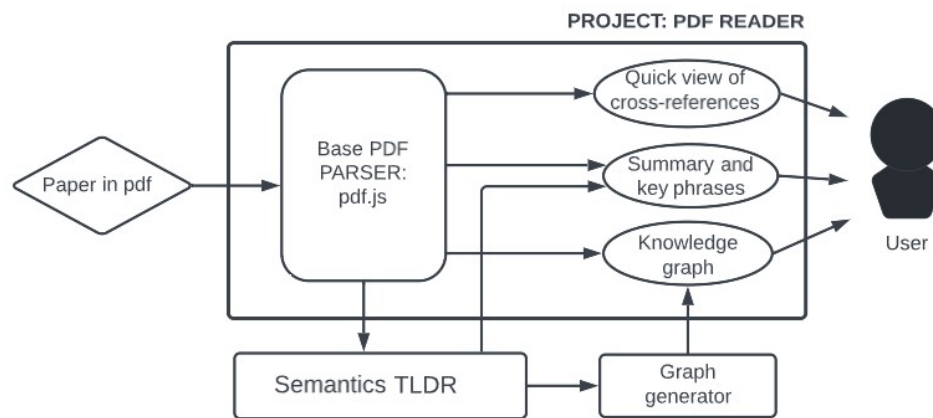 PROJECT: PDF READER
Quick view of
cross-references
Base PDF
PARSER:
pdf.js
Paper in pdf
Summary and
key phrases
User
Knowledge
graph
Semantics TLDR
Graph
generator